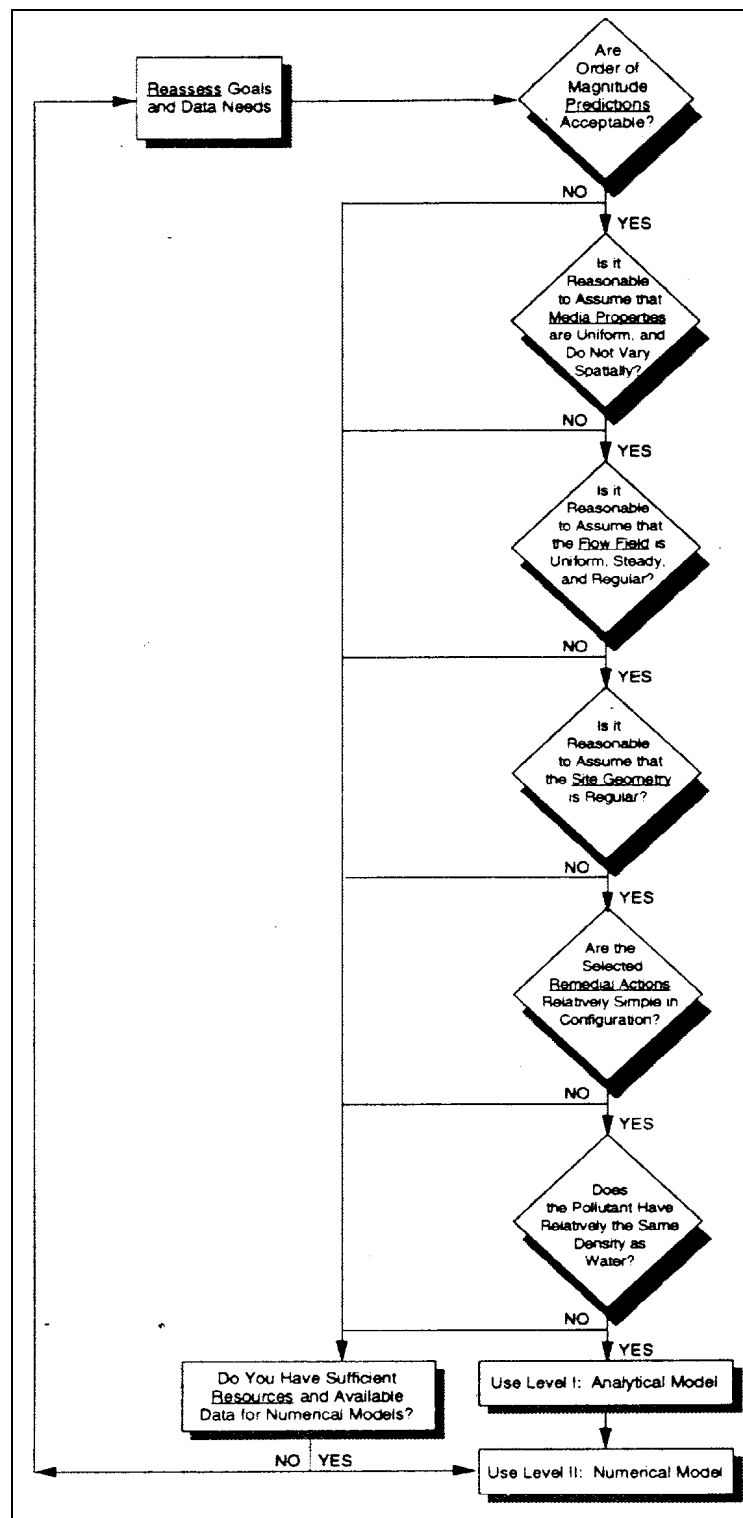 Reassess Goals
and Data Needs
Are
Order of
Magnitude
Predictions
Acceptable?
NO
YES
Is it
Reasonable
to Assume that
Media Properties
are Uniform, and
Do Not Vary
Spatially?
NO
YES
Is it
Reasonable
to Assume that
the Flow Field is
Uniform, Steady,
and Regular?
NO
YES
Is it
Reasonable
to Assume that
the Site Geometry
is Regular?
NO
YES
Are the
Selected
Remedial Actions
Relatively Simple in
Configuration?
NO
YES
Does
the Pollutant Have
Relatively the Same
Density as
Water?
NO
YES
Do You Have Sufficient
Resources and Available
Data for Numerical Models?
Use Level I: Analytical Model
NO YES
Use Level II: Numerical Model